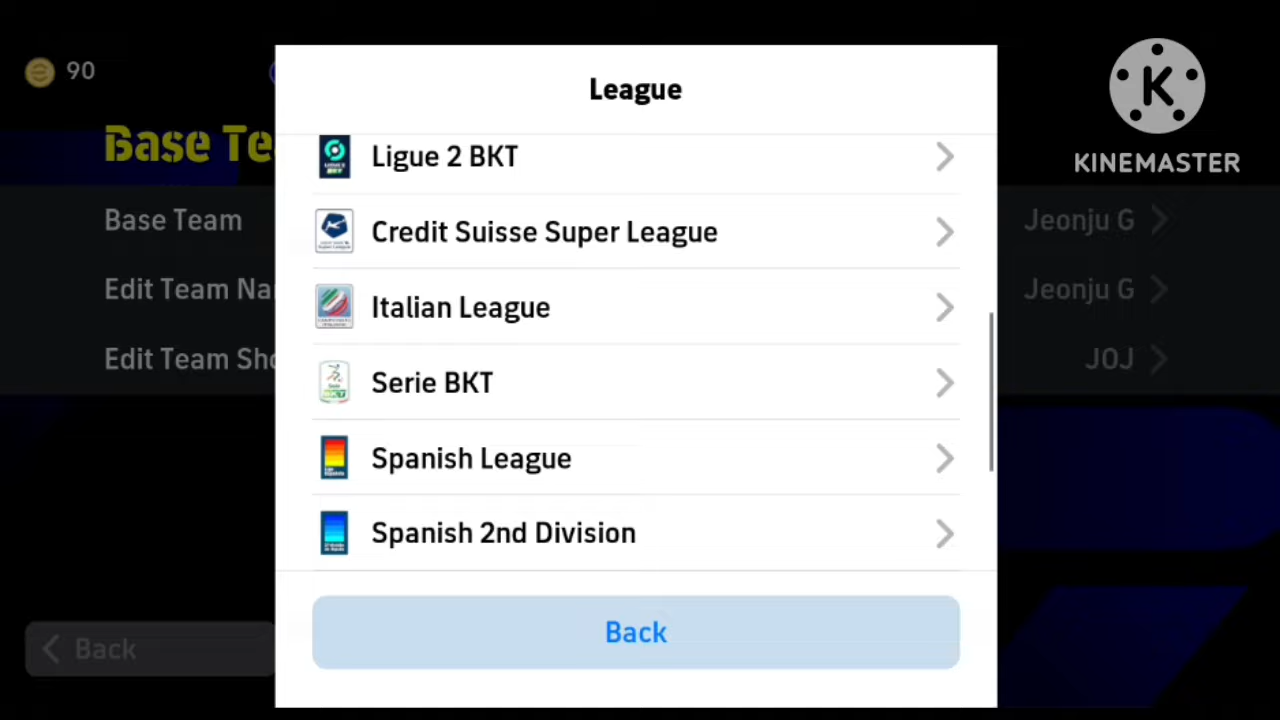 90
League
KINEMASTER
Base Te
Ligue 2 BKT
Base Team
Jeonju G
Credit Suisse Super League
Edit Team Na
Jeonju G
Italian League
Edit Team Sho
JOJ
Serie BKT
Spanish League
Spanish 2nd Division
Back
Back